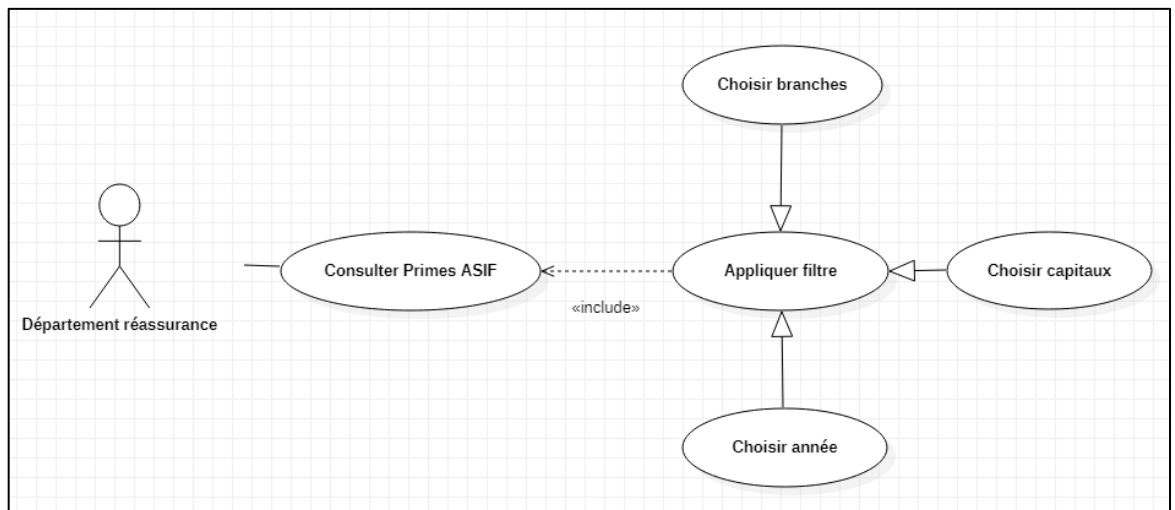 Choisir branches
Consulter Primes ASIF
Appliquer filtre
Choisir capitaux
«include»
Département réassurance
Choisir année